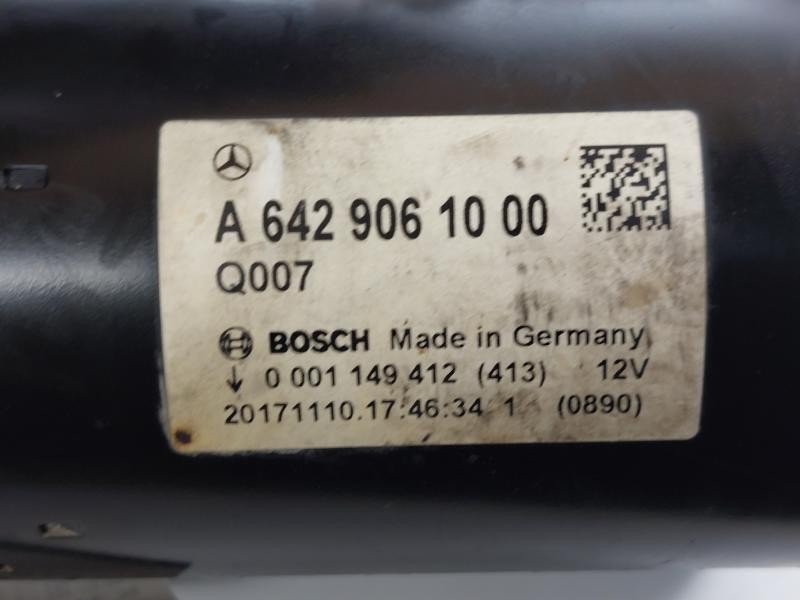 A 642 906 10 00
Q007
BOSCH Made in Germany
0 001 149 412 (413) 12V
20171110.17:46:34 1 (0890)